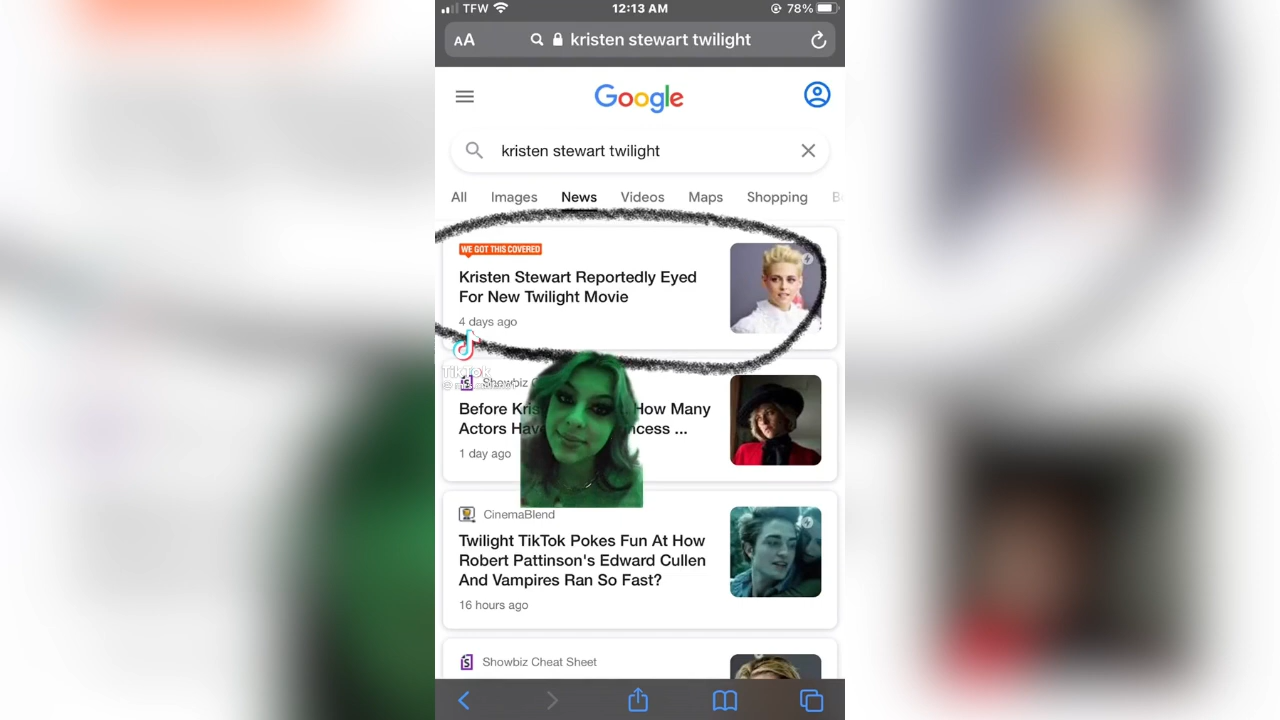 TFW
12:13 AM
78%
AA
kristen stewart twilight
Google
kristen stewart twilight
All Images News Videos Maps Shopping
WE GOT THIS COVERED
Kristen Stewart Reportedly Eyed
For New Twilight Movie
4 days ago
TikTok
Showbiz
Before
How Many
Actors
...
1 day ago
CinemaBlend
Twilight TikTok Pokes Fun At How
Robert Pattinson's Edward Cullen
And Vampires Ran So Fast?
16 hours ago
Showbiz Cheat Sheet